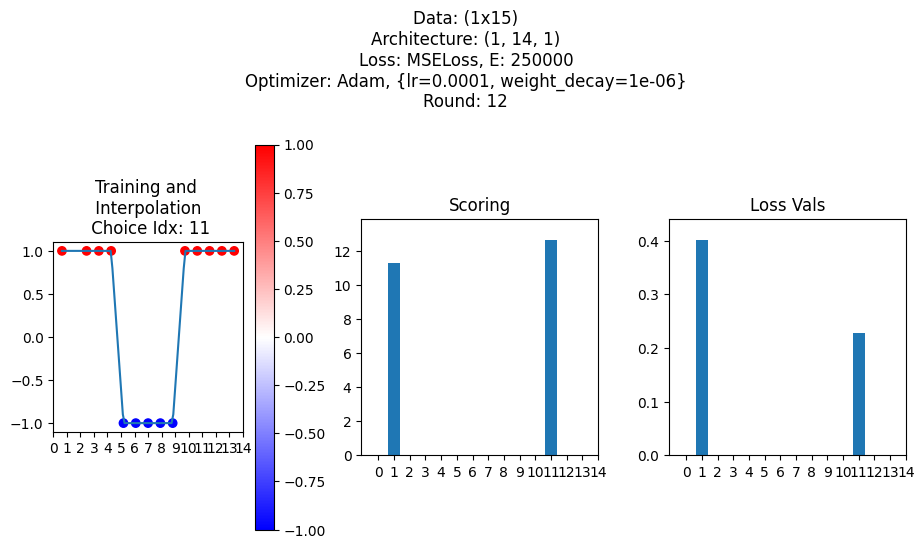 Data: (1x15)
Architecture: (1, 14, 1)
Loss: MSELoss, E: 250000
Optimizer: Adam, {lr=0.0001, weight_decay=1e-06}
Round: 12
Training and
Interpolation
Choice Idx: 11
1.0
0.5
0.0
−0.5
−1.0
0 1 2 3 4 5 6 7 8 9 10 11 12 13 14
1.00
0.75
0.50
0.25
0.00
−0.25
−0.50
−0.75
−1.00
Scoring
12
10
8
6
4
2
0
0 1 2 3 4 5 6 7 8 9 10 11 12 13 14
Loss Vals
0.4
0.3
0.2
0.1
0.0
0 1 2 3 4 5 6 7 8 9 10 11 12 13 14